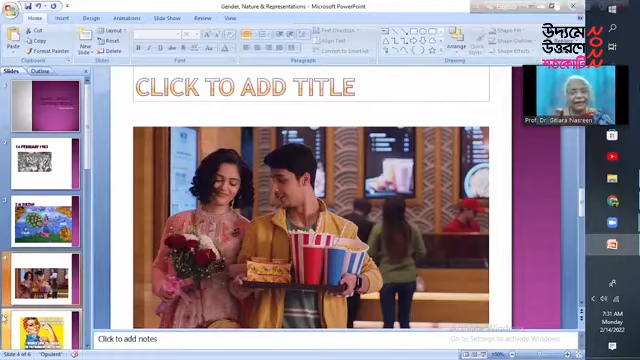 Gender, Nature & Representations - Microsoft PowerPoint
Home Insert Design Animations Slide Show Review View
Paste
Cut
Copy
Format Painter
Clipboard
New Slide
Layout
Reset
Delete
Slides
Font
Text Direction
Align Text
Convert to SmartArt
Paragraph
Arrange
Quick Styles
Shape Fill
Drawing
উদ্যমে
উত্তরণে
শতকোটি
Prof. Dr. Gitiara Nasreen
Slides Outline
14 FEBRUARY 1983
CLICK TO ADD TITLE
Click to add notes
Activate Windows
Go to Settings to activate Windows.
Slide 4 of 6
"Opulent"
100%
7:31 AM
Monday
2/14/2022